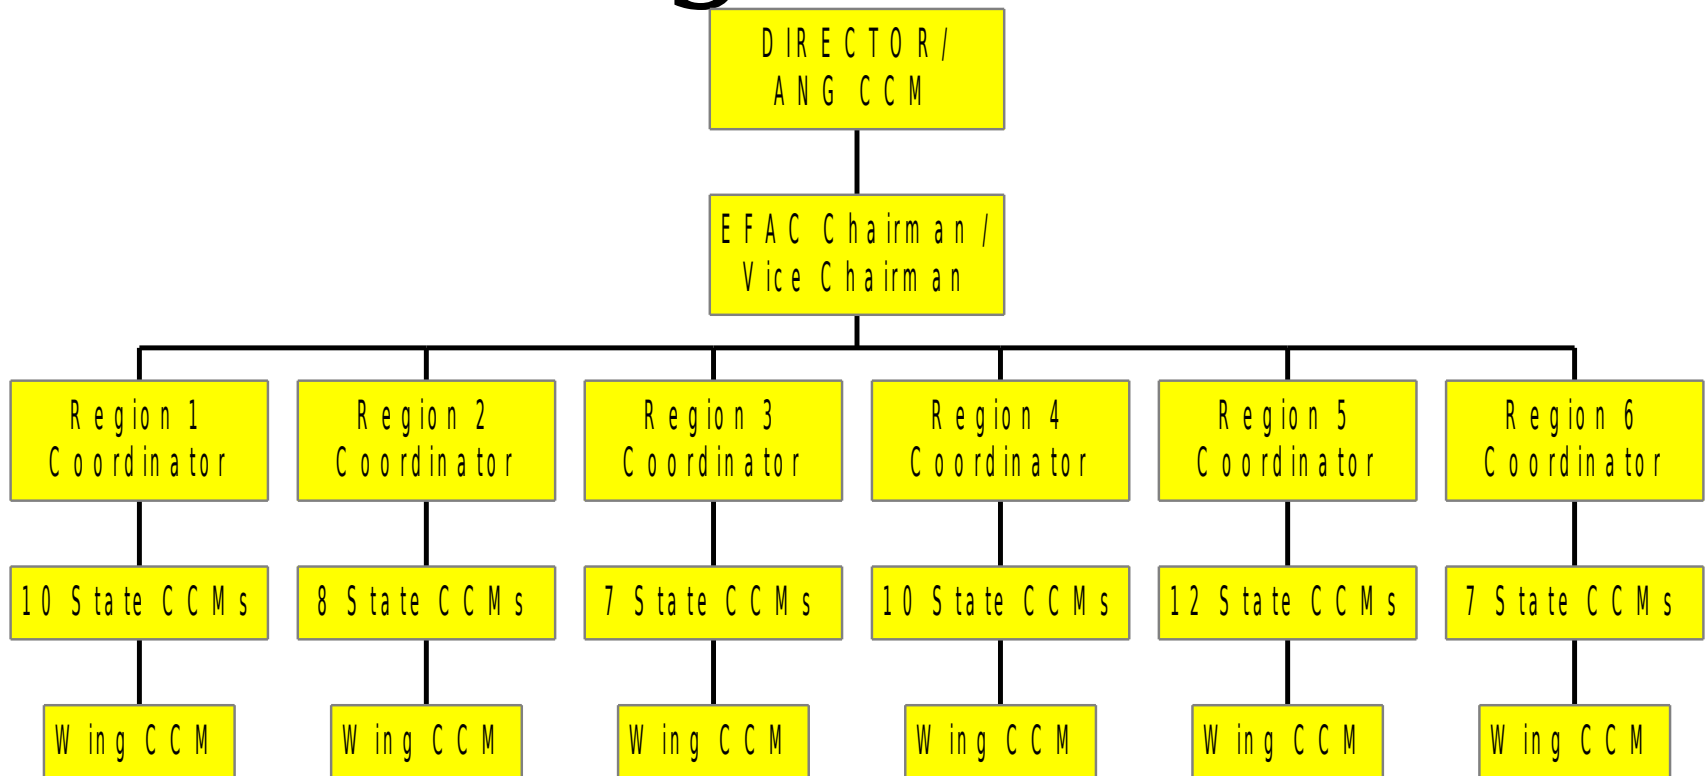 DIRECTOR/
ANG CCM
EFAC Chairman/
Vice Chairman
Region 1
Coordinator
Region 2
Coordinator
Region 3
Coordinator
Region 4
Coordinator
Region 5
Coordinator
Region 6
Coordinator
10 State CCMs
8 State CCMs
7 State CCMs
10 State CCMs
12 State CCMs
7 State CCMs
Wing CCM
Wing CCM
Wing CCM
Wing CCM
Wing CCM
Wing CCM